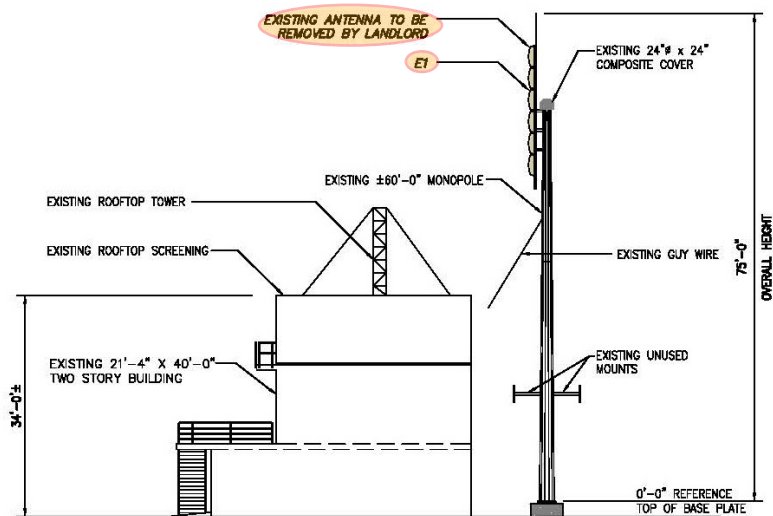 EXISTING ANTENNA TO BE
REMOVED BY LANDLORD
E1
EXISTING 24"Ø x 24"
COMPOSITE COVER
EXISTING ±60'-0" MONOPOLE
EXISTING ROOFTOP TOWER
EXISTING ROOFTOP SCREENING
EXISTING GUY WIRE
75'-0"
OVERALL HEIGHT
EXISTING 21'-4" X 40'-0"
TWO STORY BUILDING
EXISTING UNUSED
MOUNTS
34'-0"±
0'-0" REFERENCE
TOP OF BASE PLATE